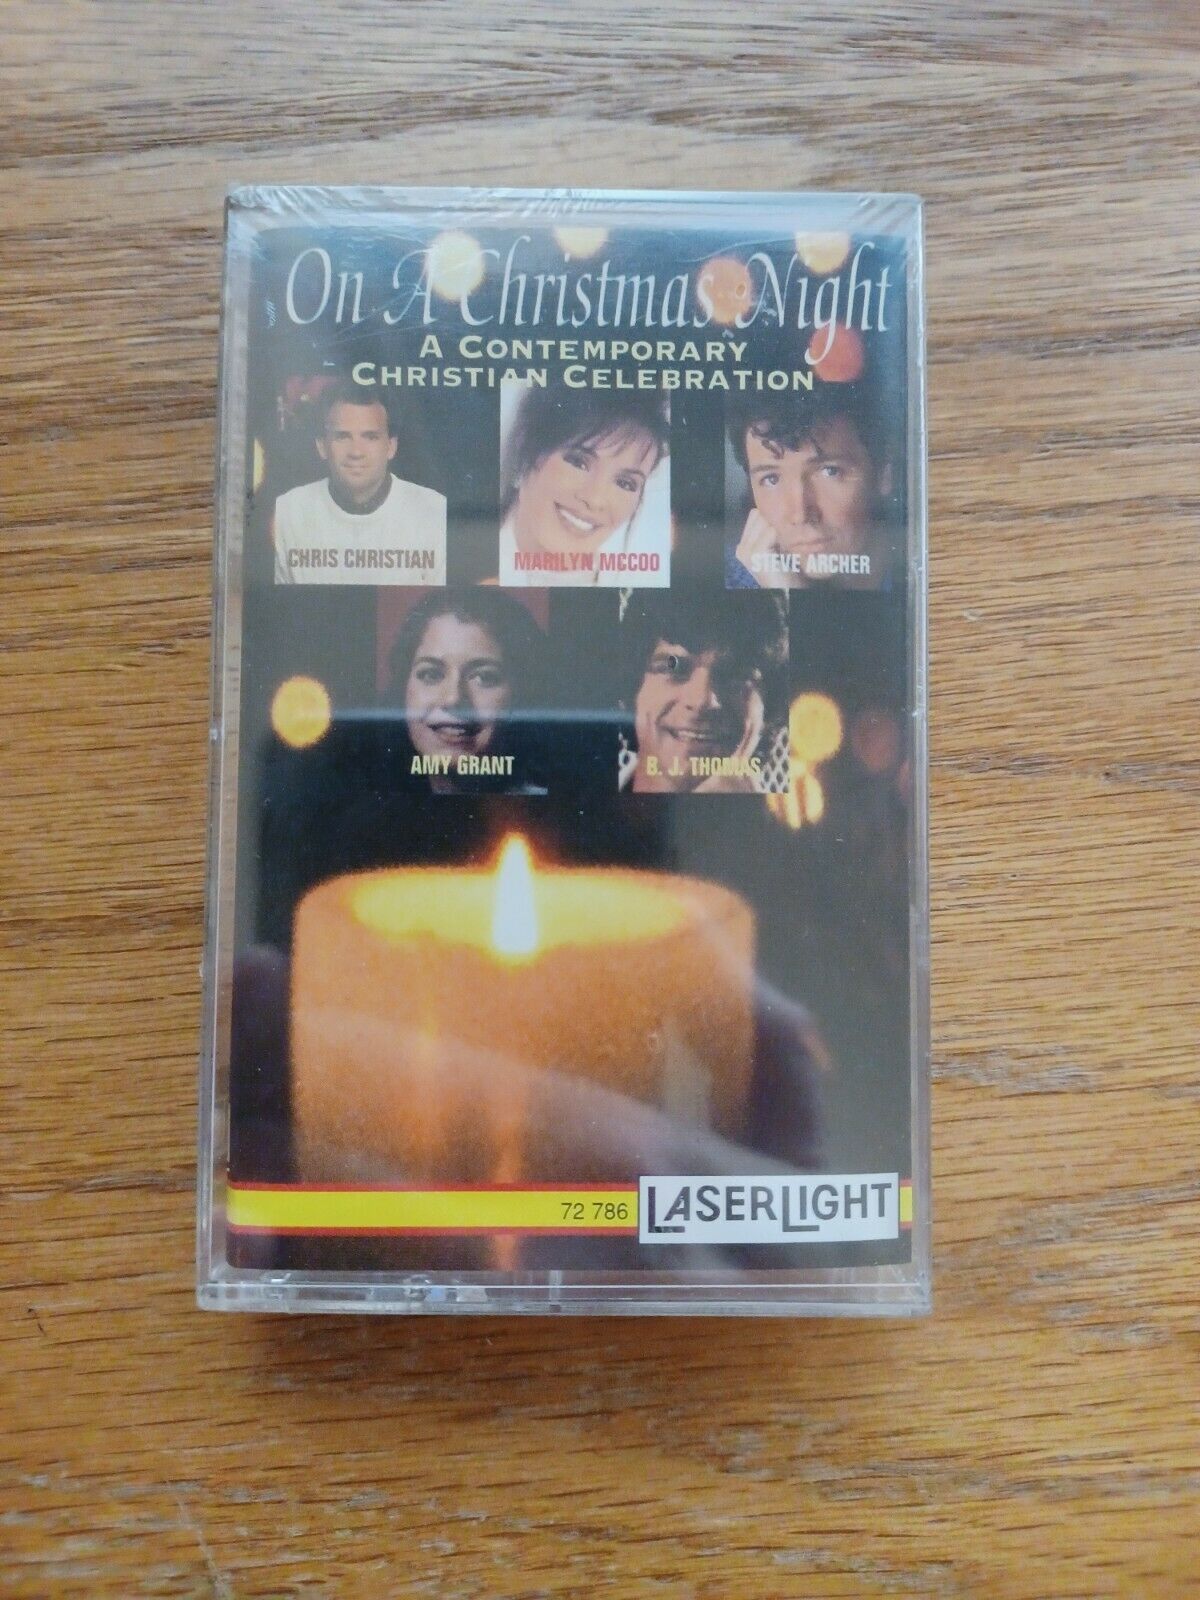 On A Christmas Night
A CONTEMPORARY
CHRISTIAN CELEBRATION
CHRIS CHRISTIAN
MARILYN MCCOO
STEVE ARCHER
AMY GRANT
B. J. THOMAS
72 786
LASERLIGHT